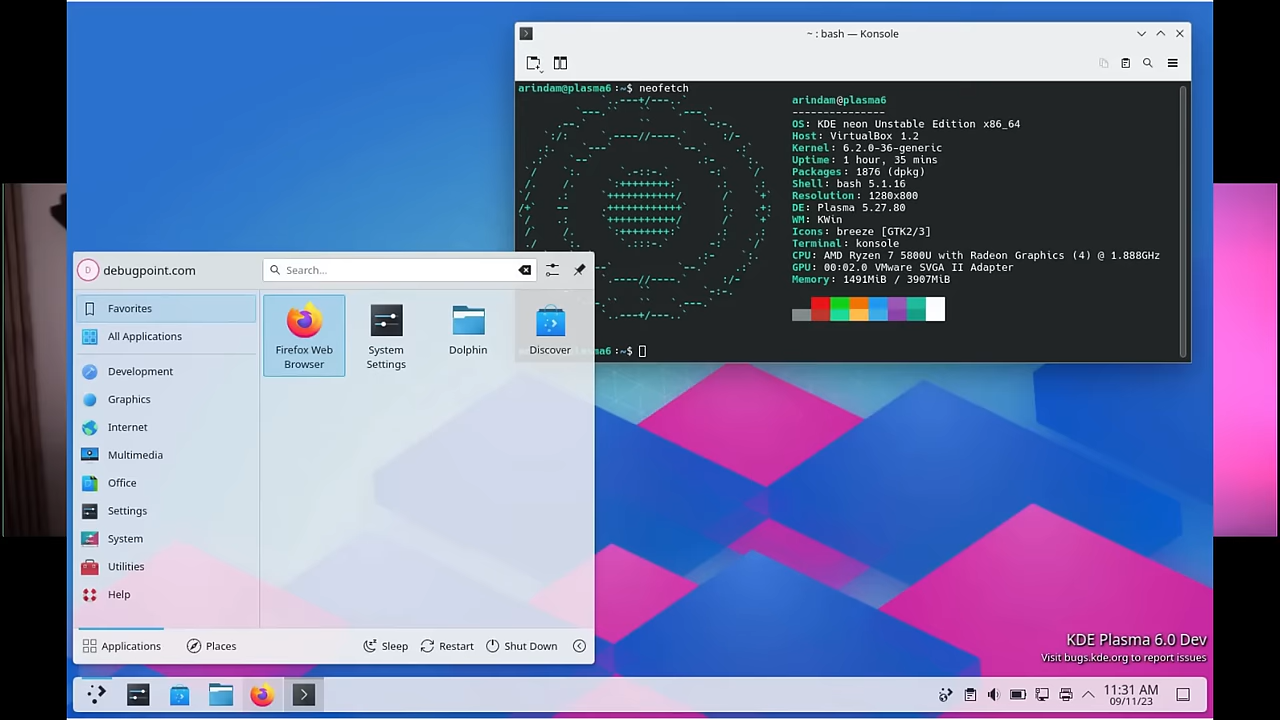 ~ : bash — Konsole
arindam@plasma6:~$ neofetch
arindam@plasma6
---------------
OS: KDE neon Unstable Edition x86_64
Host: VirtualBox 1.2
Kernel: 6.2.0-36-generic
Uptime: 1 hour, 35 mins
Packages: 1876 (dpkg)
Shell: bash 5.1.16
Resolution: 1280x800
DE: Plasma 5.27.80
WM: KWin
Icons: breeze [GTK2/3]
Terminal: konsole
CPU: AMD Ryzen 7 5800U with Radeon Graphics (4) @ 1.888GHz
GPU: 00:02.0 VMware SVGA II Adapter
Memory: 1491MiB / 3907MiB
asma6:~$
D debugpoint.com
Search...
Favorites
All Applications
Development
Graphics
Internet
Multimedia
Office
Settings
System
Utilities
Help
Firefox Web
Browser
System
Settings
Dolphin
Discover
Applications
Places
Sleep
Restart
Shut Down
KDE Plasma 6.0 Dev
Visit bugs.kde.org to report issues
11:31 AM
09/11/23